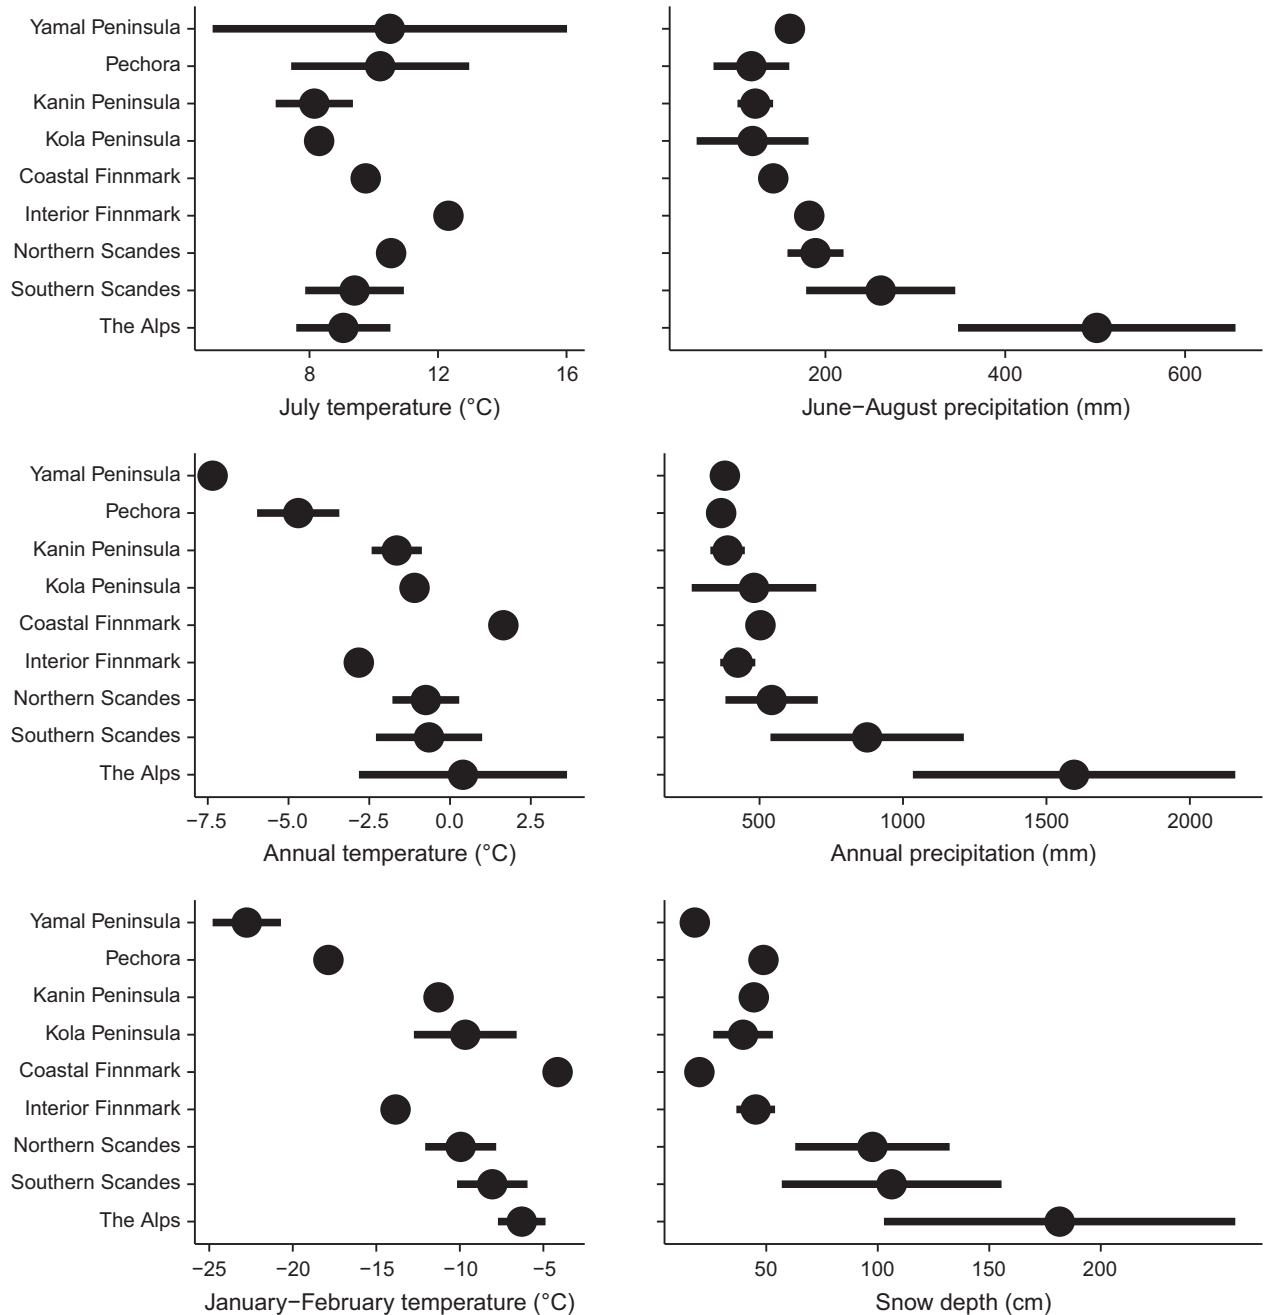 Yamal Peninsula
Pechora
Kanin Peninsula
Kola Peninsula
Coastal Finnmark
Interior Finnmark
Northern Scandes
Southern Scandes
The Alps
8 12 16
July temperature (°C)
200 400 600
June−August precipitation (mm)
Yamal Peninsula
Pechora
Kanin Peninsula
Kola Peninsula
Coastal Finnmark
Interior Finnmark
Northern Scandes
Southern Scandes
The Alps
−7.5 −5.0 −2.5 0.0 2.5
Annual temperature (°C)
500 1000 1500 2000
Annual precipitation (mm)
Yamal Peninsula
Pechora
Kanin Peninsula
Kola Peninsula
Coastal Finnmark
Interior Finnmark
Northern Scandes
Southern Scandes
The Alps
−25 −20 −15 −10 −5
January−February temperature (°C)
50 100 150 200
Snow depth (cm)